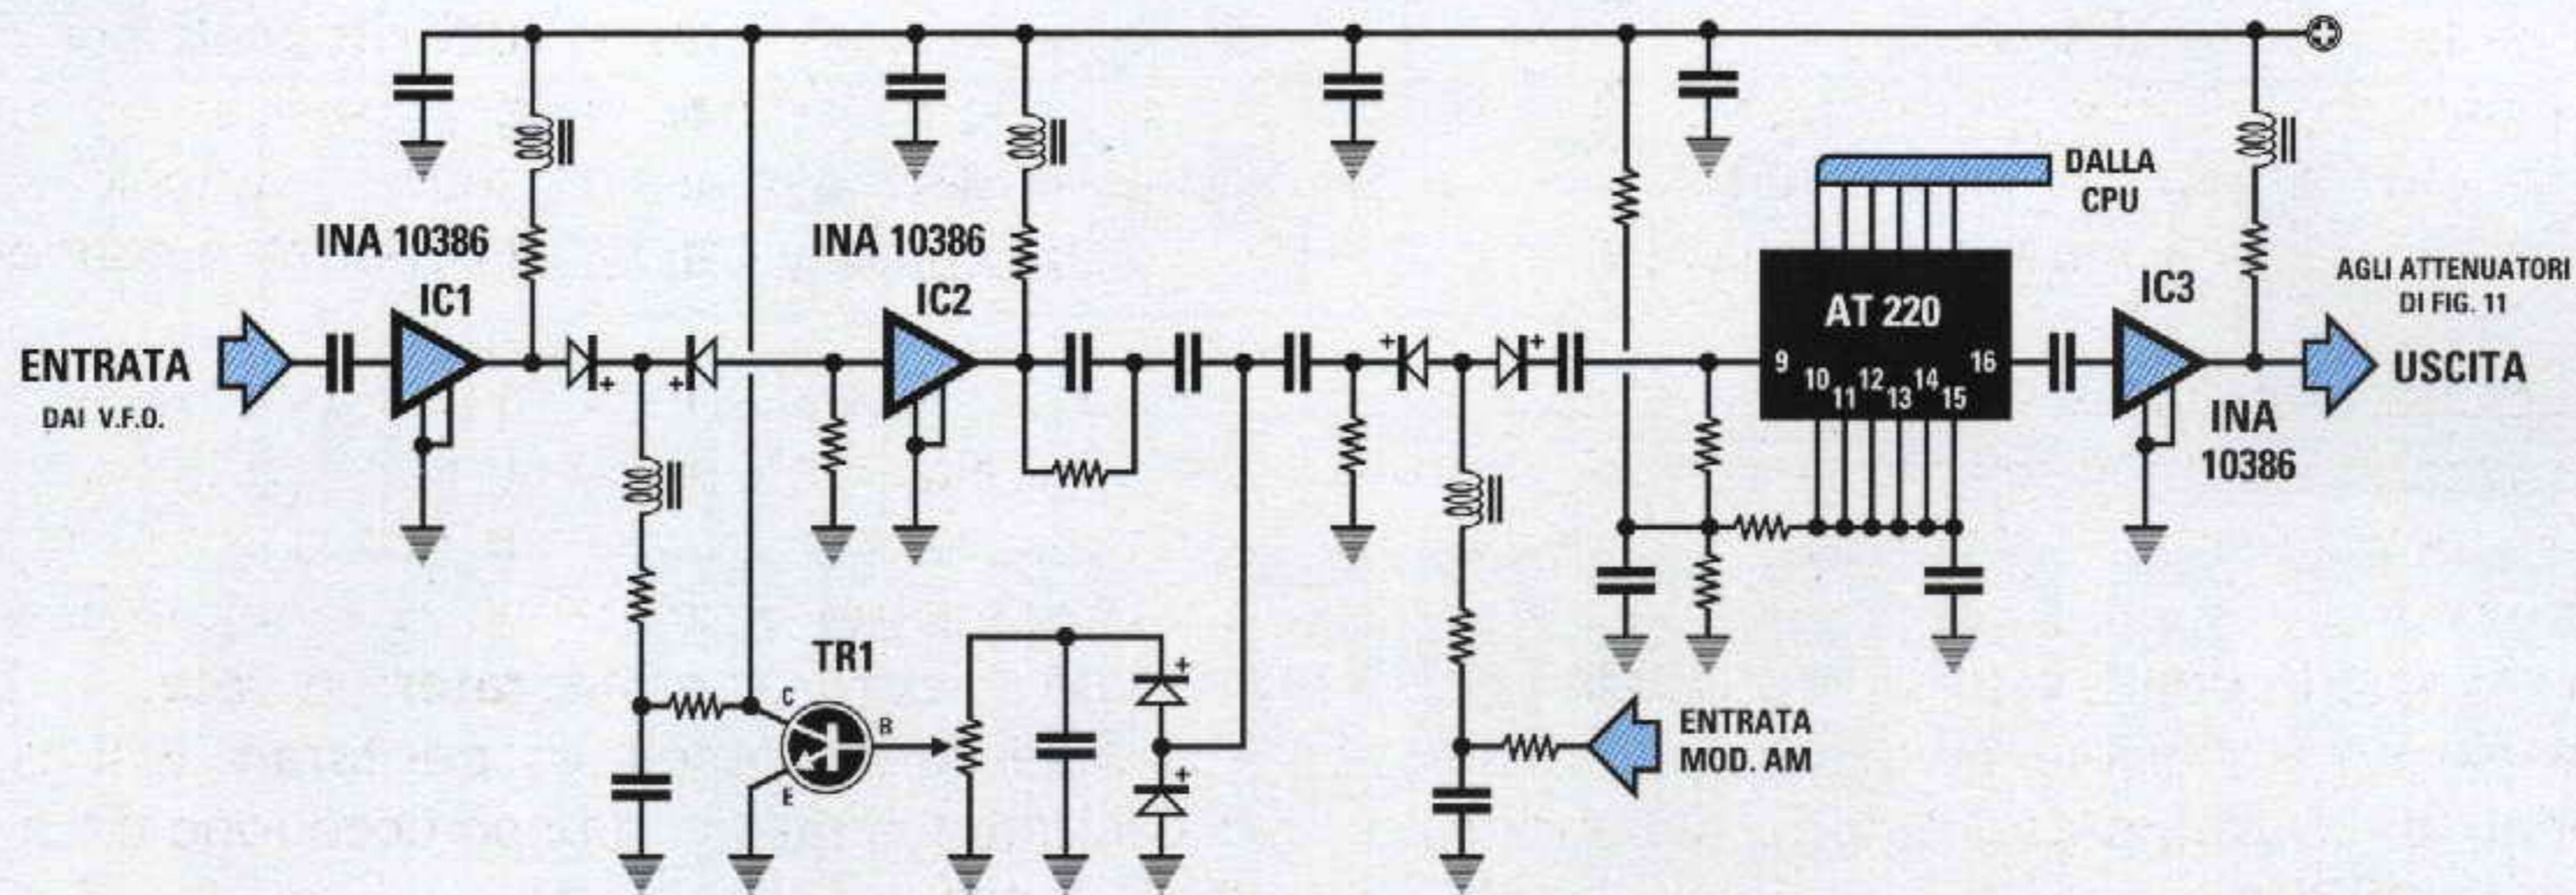 INA 10386
IC1
ENTRATA
DAI V.F.O.
+
+
INA 10386
IC2
+
+
DALLA
CPU
AT 220
9
10
11
12
13
14
15
16
IC3
INA
10386
AGLI ATTENUATORI
DI FIG. 11
USCITA
TR1
C
B
E
+
+
ENTRATA
MOD. AM
+